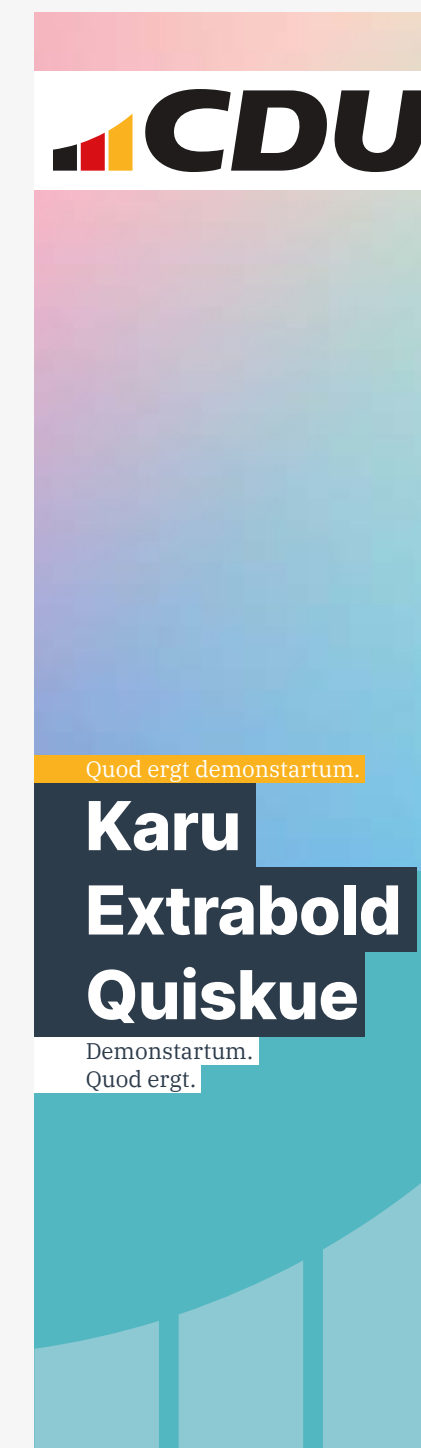 CDU
Quod ergt demonstartum.
Karu
Extrabold
Quiskue
Demonstartum.
Quod ergt.